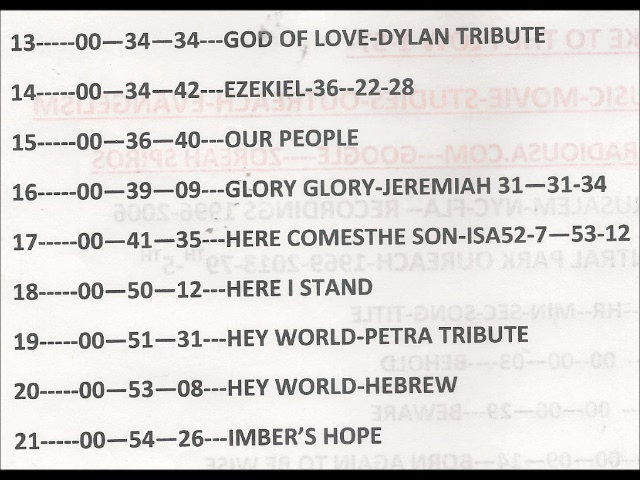 13-----00—34—34---GOD OF LOVE-DYLAN TRIBUTE
14-----00—34—42---EZEKIEL-36--22-28
15-----00—36—40---OUR PEOPLE
16-----00—39—09---GLORY GLORY-JEREMIAH 31—31-34
17-----00—41—35---HERE COMESTHE SON-ISA52-7—53-12
18-----00—50—12---HERE I STAND
19-----00—51—31---HEY WORLD-PETRA TRIBUTE
20-----00—53—08---HEY WORLD-HEBREW
21-----00—54—26---IMBER'S HOPE